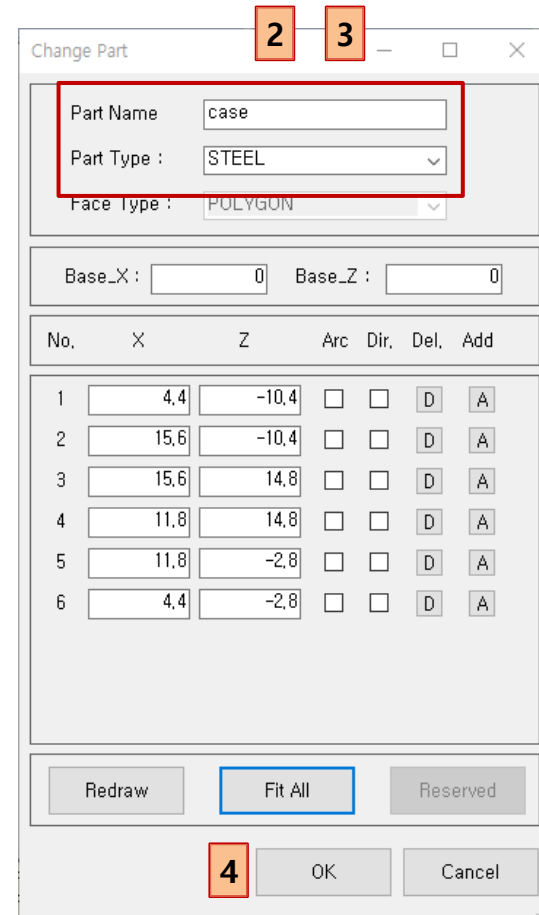 2 3
Change Part
Part Name case
Part Type : STEEL
Face Type : POLYGON
Base_X : 0 Base_Z : 0
No. X Z Arc Dir. Del. Add
1 4.4 -10.4 D A
2 15.6 -10.4 D A
3 15.6 14.8 D A
4 11.8 14.8 D A
5 11.8 -2.8 D A
6 4.4 -2.8 D A
Redraw Fit All Reserved
4 OK Cancel